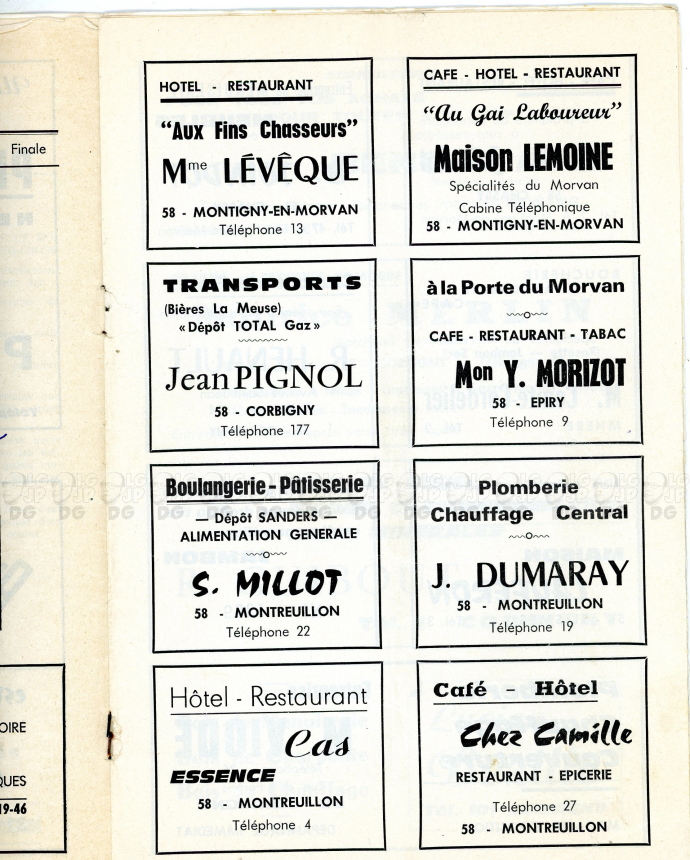 Finale
OIRE
QUES
19-46
HOTEL - RESTAURANT
"Aux Fins Chasseurs"
Mme LÉVÊQUE
58 - MONTIGNY-EN-MORVAN
Téléphone 13
CAFE - HOTEL - RESTAURANT
"Au Gai Laboureur"
Maison LEMOINE
Spécialités du Morvan
Cabine Téléphonique
58 - MONTIGNY-EN-MORVAN
TRANSPORTS
(Bières La Meuse)
« Dépôt TOTAL Gaz »
Jean PIGNOL
58 - CORBIGNY
Téléphone 177
à la Porte du Morvan
CAFE - RESTAURANT - TABAC
Mon Y. MORIZOT
58 - EPIRY
Téléphone 9
Boulangerie - Pâtisserie
— Dépôt SANDERS —
ALIMENTATION GENERALE
S. MILLOT
58 - MONTREUILLON
Téléphone 22
Plomberie
Chauffage Central
J. DUMARAY
58 - MONTREUILLON
Téléphone 19
Hôtel - Restaurant
Cas
ESSENCE
58 - MONTREUILLON
Téléphone 4
Café - Hôtel
Chez Camille
RESTAURANT - EPICERIE
Téléphone 27
58 - MONTREUILLON